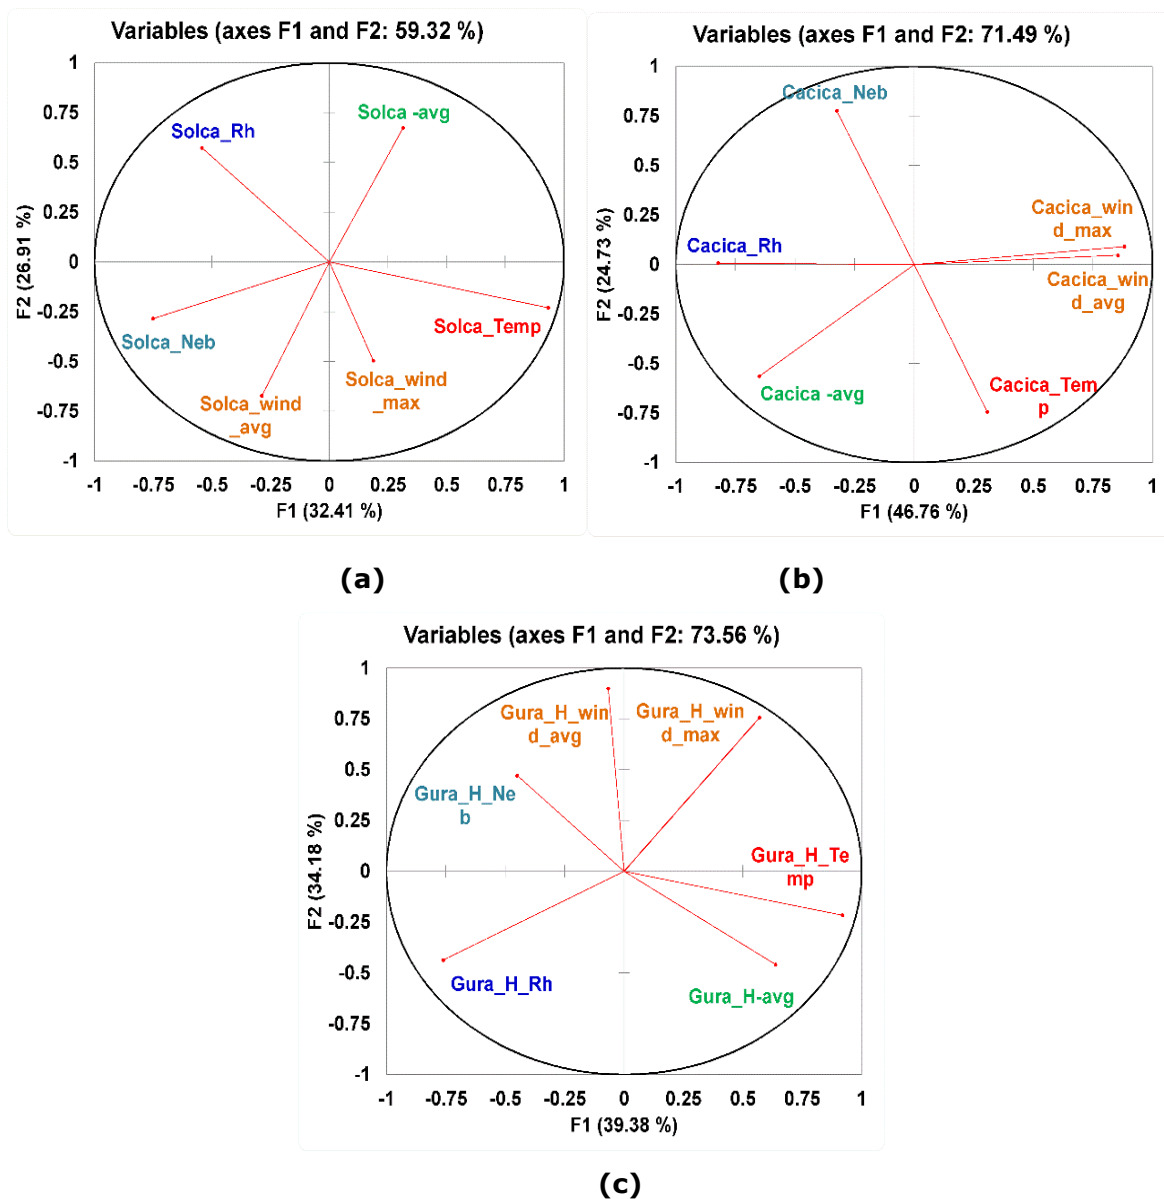 Variables (axes F1 and F2: 59.32 %)
1
0.75
0.5
0.25
0
-0.25
-0.5
-0.75
-1
F2 (26.91 %)
Solca_Rh
Solca -avg
Solca_Neb
Solca_Temp
Solca_wind
_avg
Solca_wind
_max
-1
-0.75
-0.5
-0.25
0
0.25
0.5
0.75
1
F1 (32.41 %)
(a)
Variables (axes F1 and F2: 71.49 %)
1
0.75
0.5
0.25
0
-0.25
-0.5
-0.75
-1
F2 (24.73 %)
Cacica_Neb
Cacica_win
d_max
Cacica_Rh
Cacica_win
d_avg
Cacica -avg
Cacica_Tem
p
-1
-0.75
-0.5
-0.25
0
0.25
0.5
0.75
1
F1 (46.76 %)
(b)
Variables (axes F1 and F2: 73.56 %)
1
0.75
0.5
0.25
0
-0.25
-0.5
-0.75
-1
F2 (34.18 %)
Gura_H_win
d_avg
Gura_H_win
d_max
Gura_H_Ne
b
Gura_H_Te
mp
Gura_H_Rh
Gura_H-avg
-1
-0.75
-0.5
-0.25
0
0.25
0.5
0.75
1
F1 (39.38 %)
(c)